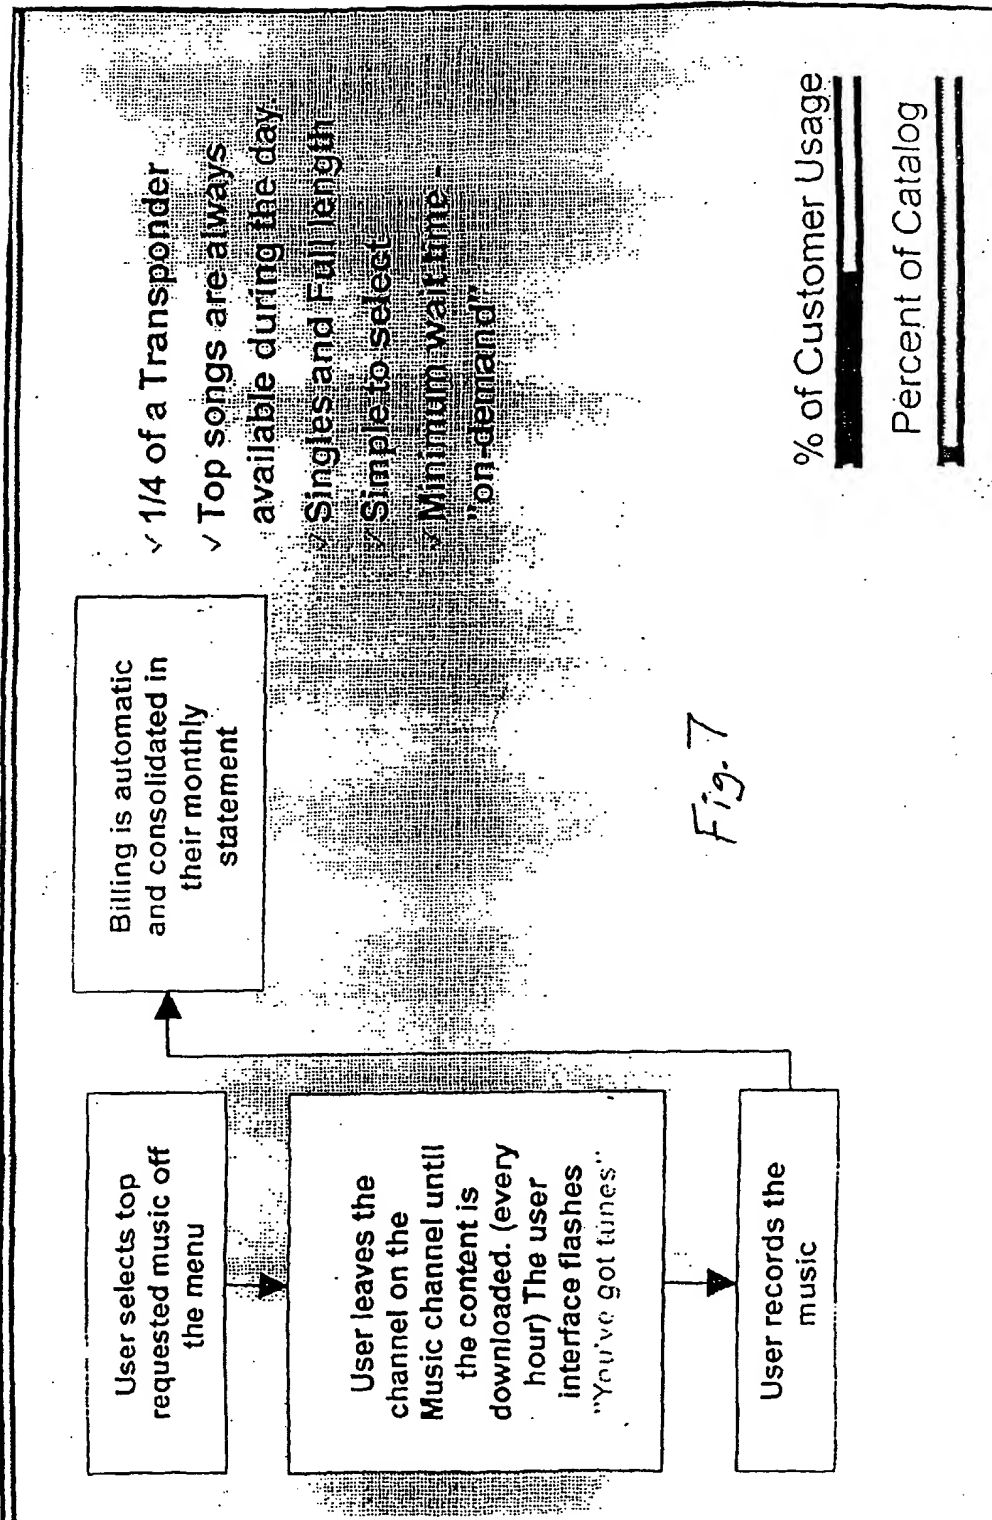 User selects top
requested music off
the menu
User leaves the
channel on the
Music channel until
the content is
downloaded. (every
hour) The user
interface flashes
"You've got tunes"
User records the
music
Billing is automatic
and consolidated in
their monthly
statement
✓ 1/4 of a Transponder
✓ Top songs are always
available during the day.
✓ Singles and Full length
✓ Simple to select
✓ Minimum wait time -
"on-demand"
% of Customer Usage
Percent of Catalog
Fig. 7